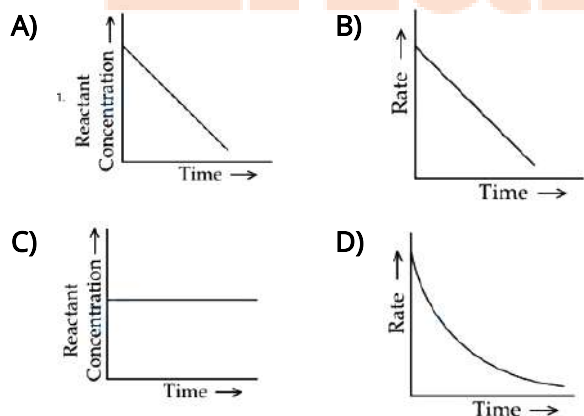 A)
Reactant
Concentration →
Time →
B)
Rate →
Time →
1.
C)
Reactant
Concentration →
Time →
D)
Rate →
Time →